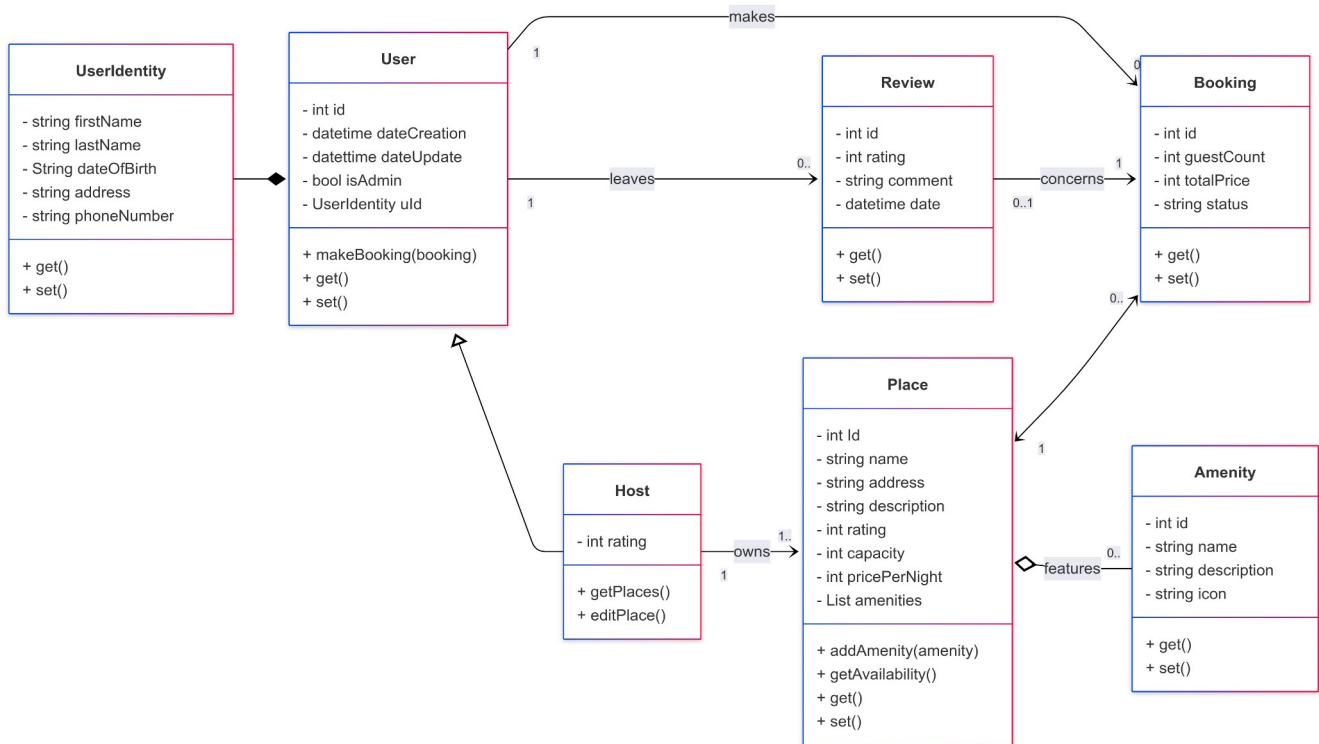 makes
1
0
UserIdentity
- string firstName
- string lastName
- String dateOfBirth
- string address
- string phoneNumber
+ get()
+ set()
User
- int id
- datetime dateCreation
- datettime dateUpdate
- bool isAdmin
- UserIdentity uId
+ makeBooking(booking)
+ get()
+ set()
leaves
1
0..
Review
- int id
- int rating
- string comment
- datetime date
+ get()
+ set()
concerns
0..1
1
Booking
- int id
- int guestCount
- int totalPrice
- string status
+ get()
+ set()
0..
1
Host
- int rating
+ getPlaces()
+ editPlace()
owns
1
1..
Place
- int Id
- string name
- string address
- string description
- int rating
- int capacity
- int pricePerNight
- List amenities
+ addAmenity(amenity)
+ getAvailability()
+ get()
+ set()
features
0..
Amenity
- int id
- string name
- string description
- string icon
+ get()
+ set()